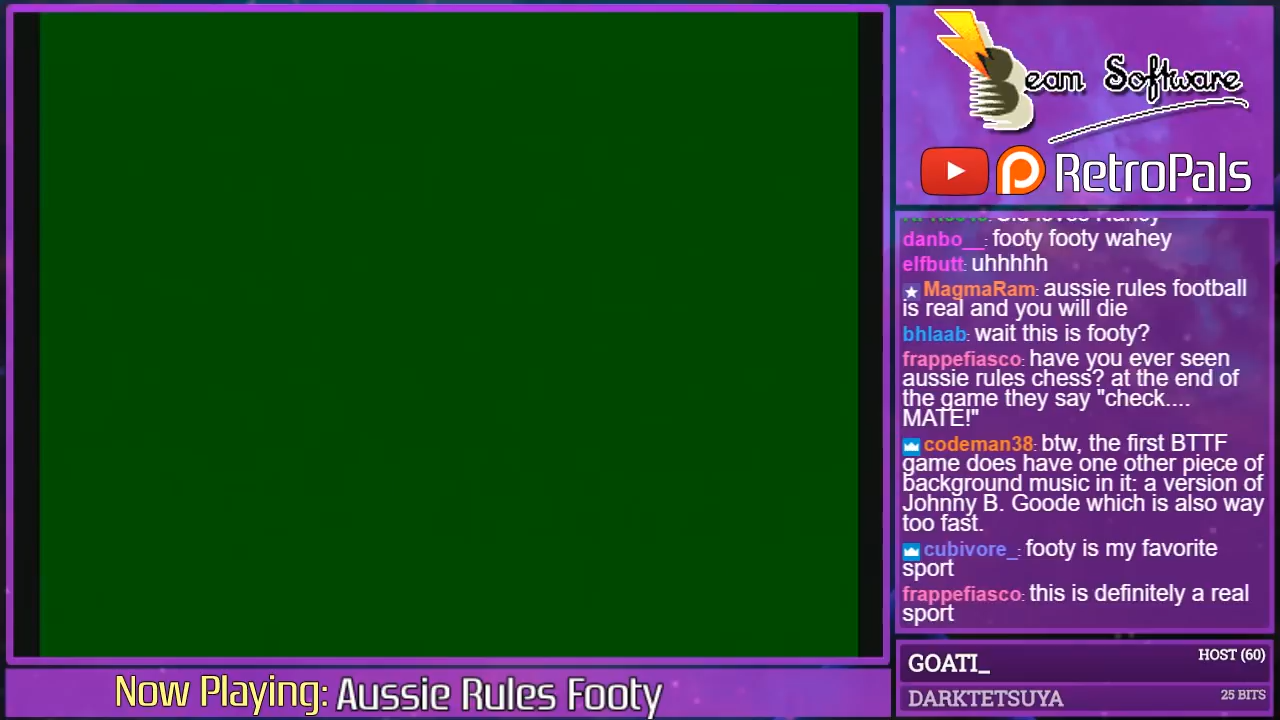 Beam Software
RetroPals
danbo__: footy footy wahey
elfbutt: uhhhhh
MagmaRam: aussie rules football
is real and you will die
bhlaab: wait this is footy?
frappefiasco: have you ever seen
aussie rules chess? at the end of
the game they say "check....
MATE!"
codeman38: btw, the first BTTF
game does have one other piece of
background music in it: a version of
Johnny B. Goode which is also way
too fast.
cubivore_: footy is my favorite
sport
frappefiasco: this is definitely a real
sport
GOATI_ HOST (60)
DARKTETSUYA 25 BITS
Now Playing: Aussie Rules Footy